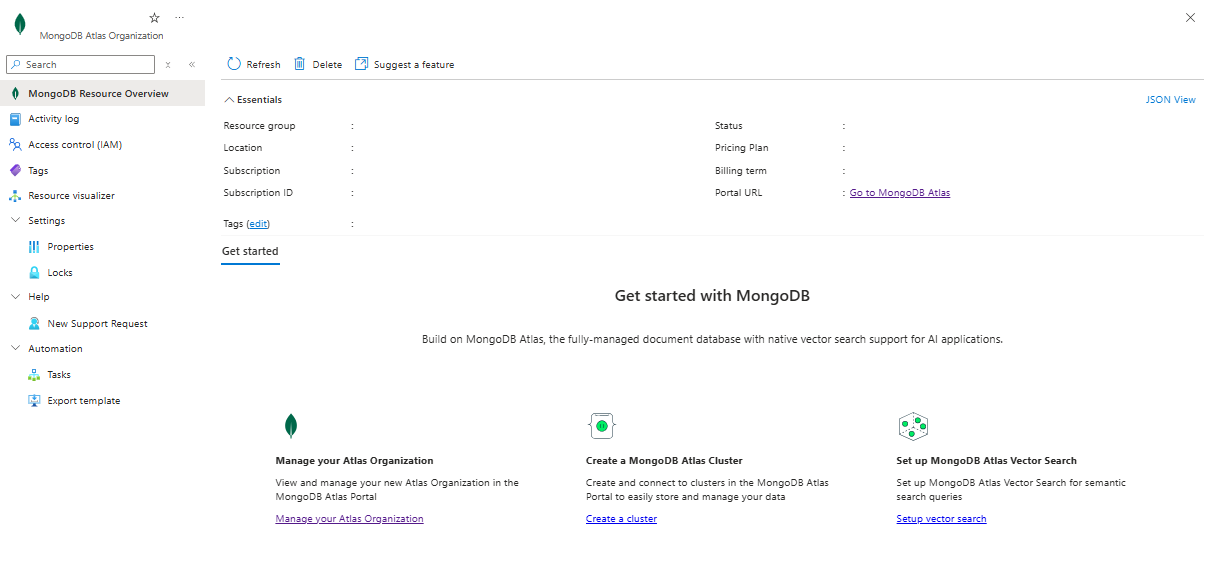 MongoDB Atlas Organization
Search
Refresh Delete Suggest a feature
MongoDB Resource Overview
Activity log
Access control (IAM)
Tags
Resource visualizer
Settings
Properties
Locks
Help
New Support Request
Automation
Tasks
Export template
Essentials JSON View
Resource group :
Location :
Subscription :
Subscription ID :
Tags (edit) :
Status :
Pricing Plan :
Billing term :
Portal URL : Go to MongoDB Atlas
Get started
Get started with MongoDB
Build on MongoDB Atlas, the fully-managed document database with native vector search support for AI applications.
Manage your Atlas Organization
View and manage your new Atlas Organization in the
MongoDB Atlas Portal
Manage your Atlas Organization
Create a MongoDB Atlas Cluster
Create and connect to clusters in the MongoDB Atlas
Portal to easily store and manage your data
Create a cluster
Set up MongoDB Atlas Vector Search
Set up MongoDB Atlas Vector Search for semantic
search queries
Setup vector search